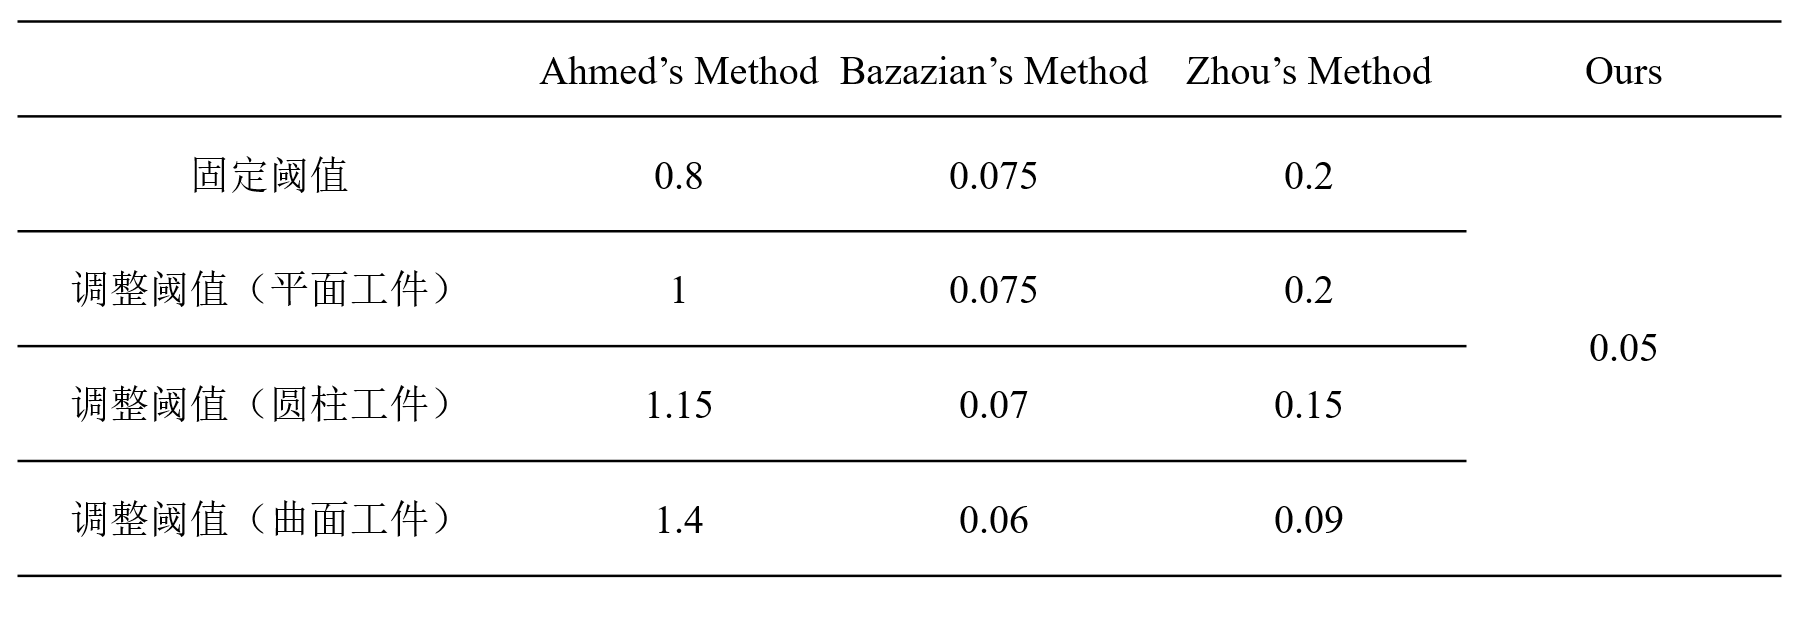 Ahmed’s Method Bazazian’s Method Zhou’s Method Ours
固定阈值 0.8 0.075 0.2
调整阈值（平面工件） 1 0.075 0.2
0.05
调整阈值（圆柱工件） 1.15 0.07 0.15
调整阈值（曲面工件） 1.4 0.06 0.09